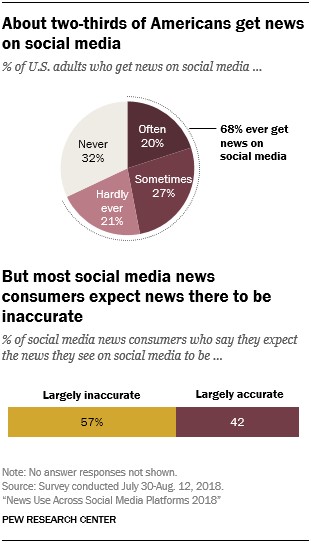 About two-thirds of Americans get news
on social media
% of U.S. adults who get news on social media ...
Often
20%
68% ever get
news on
social media
Never
32%
Sometimes
27%
Hardly
ever
21%
But most social media news
consumers expect news there to be
inaccurate
% of social media news consumers who say they expect
the news they see on social media to be ...
Largely inaccurate
Largely accurate
57%
42
Note: No answer responses not shown.
Source: Survey conducted July 30-Aug. 12, 2018.
“News Use Across Social Media Platforms 2018”
PEW RESEARCH CENTER